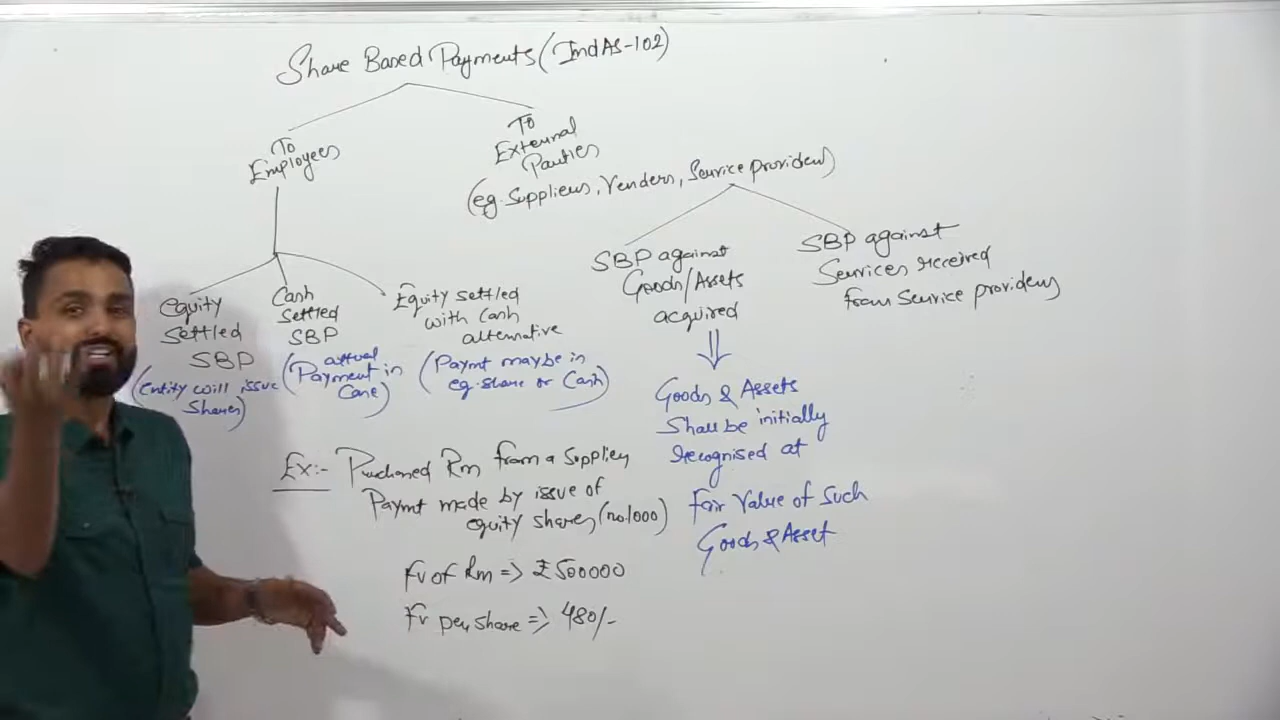 Share Based Payments (IndAS-102)
To
Employees
To
External
Parties
(eg. Suppliers, Venders, Service providers)
Equity
Settled
SBP
(Entity will issue
Shares)
Cash
Settled
SBP
(actual
Payment in
Case)
Equity settled
with Cash
alternative
(Paymt may be in
eg. share or Cash)
SBP against
Goods/Assets
acquired
⇓
Goods & Assets
Shall be initially
recognised at
Fair Value of Such
Goods & Asset
SBP against
Services received
from Service providers
Ex:- Purchased Rm from a Supplier
Paymt made by issue of
equity shares (no.1000)
FV of Rm => ₹500000
FV per share => 480/-